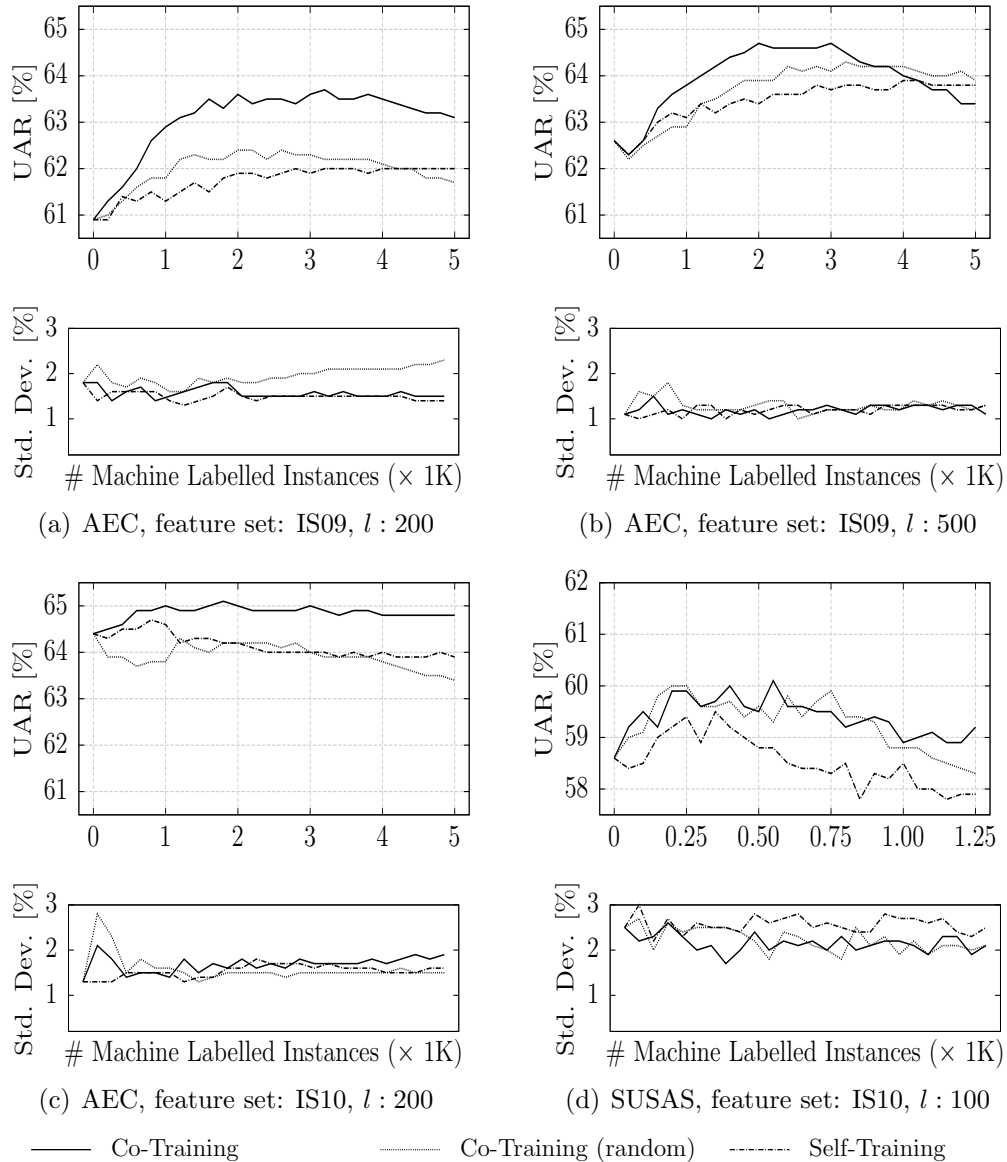 65
64
63
62
61
UAR [%]
0 1 2 3 4 5
3
2
1
Std. Dev. [%]
# Machine Labelled Instances (× 1K)
(a) AEC, feature set: IS09, l : 200
65
64
63
62
61
UAR [%]
0 1 2 3 4 5
3
2
1
Std. Dev. [%]
# Machine Labelled Instances (× 1K)
(b) AEC, feature set: IS09, l : 500
65
64
63
62
61
UAR [%]
0 1 2 3 4 5
3
2
1
Std. Dev. [%]
# Machine Labelled Instances (× 1K)
(c) AEC, feature set: IS10, l : 200
62
61
60
59
58
UAR [%]
0 0.25 0.50 0.75 1.00 1.25
3
2
1
Std. Dev. [%]
# Machine Labelled Instances (× 1K)
(d) SUSAS, feature set: IS10, l : 100
Co-Training
Co-Training (random)
Self-Training